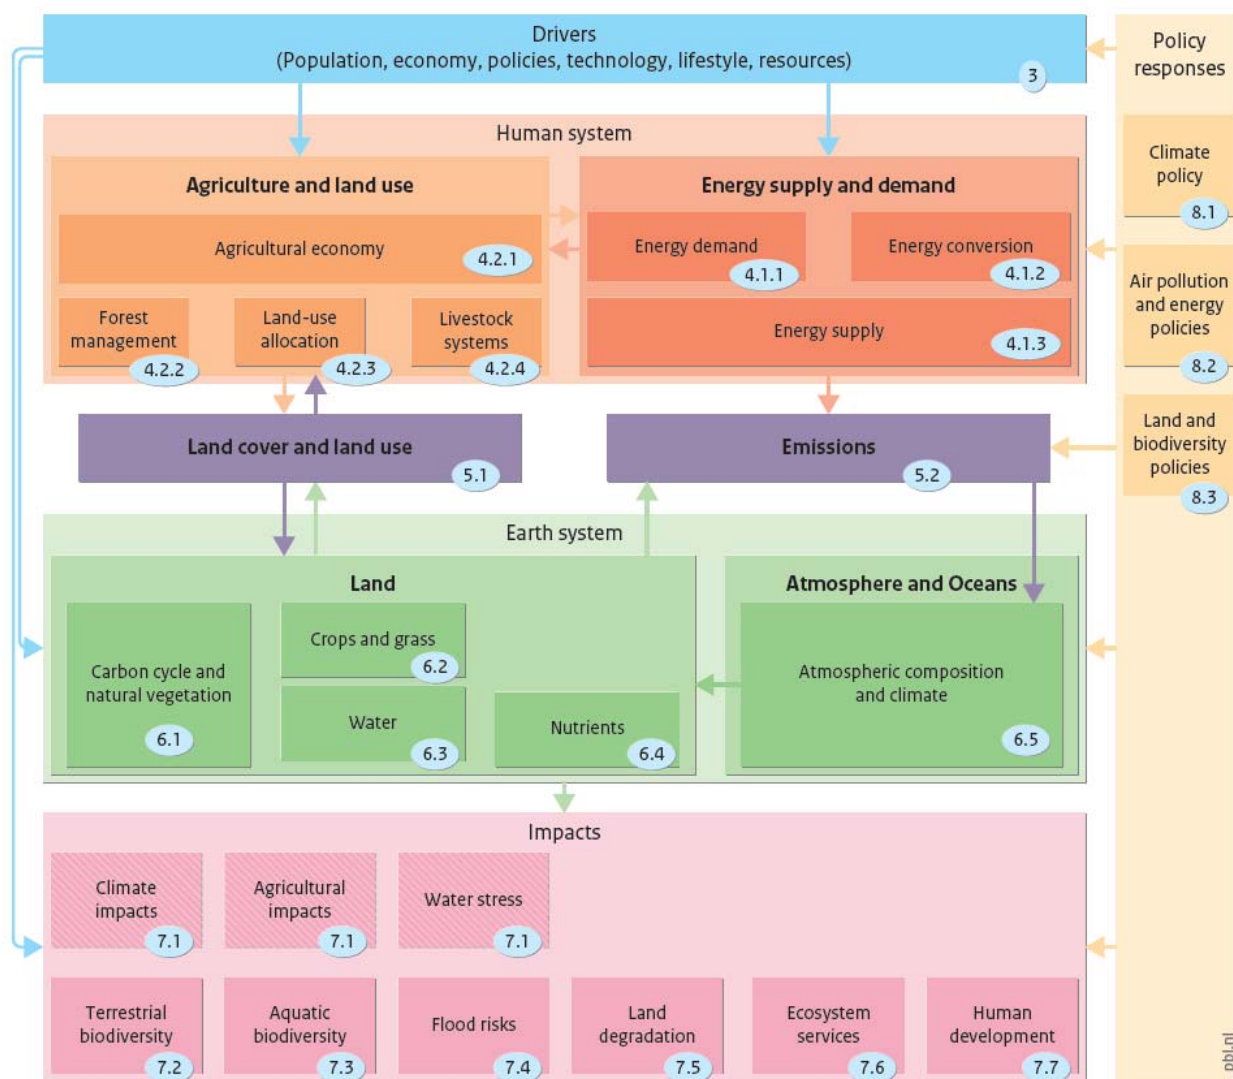 Drivers
(Population, economy, policies, technology, lifestyle, resources)
3
Policy
responses
Human system
Agriculture and land use
Agricultural economy
4.2.1
Forest
management
4.2.2
Land-use
allocation
4.2.3
Livestock
systems
4.2.4
Energy supply and demand
Energy demand
4.1.1
Energy conversion
4.1.2
Energy supply
4.1.3
Climate
policy
8.1
Air pollution
and energy
policies
8.2
Land and
biodiversity
policies
8.3
Land cover and land use
5.1
Emissions
5.2
Earth system
Land
Carbon cycle and
natural vegetation
6.1
Crops and grass
6.2
Water
6.3
Nutrients
6.4
Atmosphere and Oceans
Atmospheric composition
and climate
6.5
Impacts
Climate
impacts
7.1
Agricultural
impacts
7.1
Water stress
7.1
Terrestrial
biodiversity
7.2
Aquatic
biodiversity
7.3
Flood risks
7.4
Land
degradation
7.5
Ecosystem
services
7.6
Human
development
7.7
pbl.nl